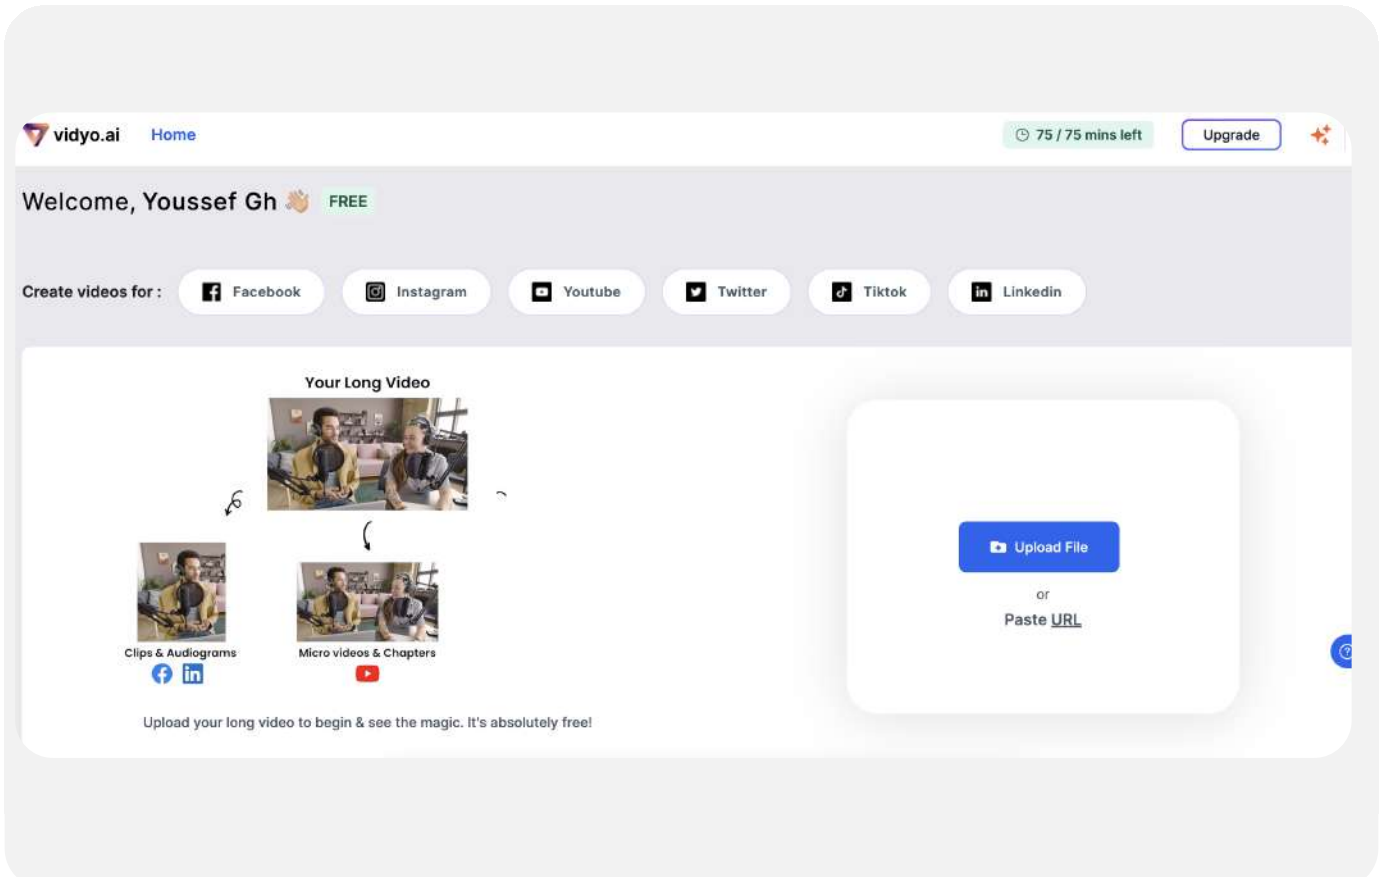 vidyo.ai Home 75 / 75 mins left Upgrade
Welcome, Youssef Gh FREE
Create videos for : Facebook Instagram Youtube Twitter Tiktok Linkedin
Your Long Video
Clips & Audiograms
Micro videos & Chapters
Upload your long video to begin & see the magic. It's absolutely free!
Upload File
or
Paste URL